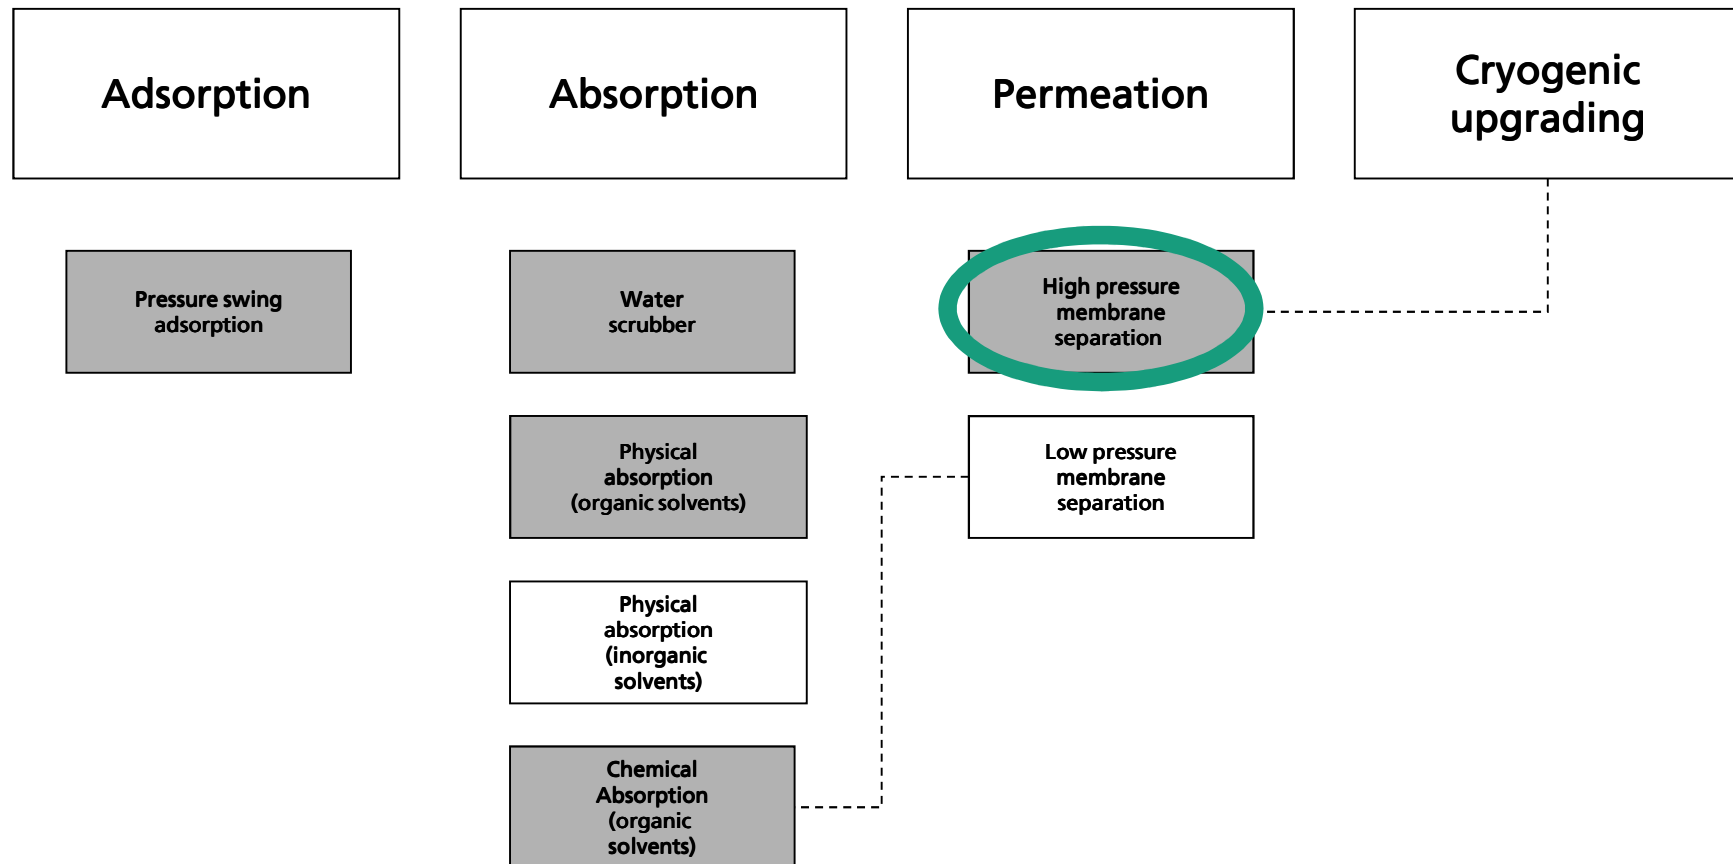 Adsorption
Absorption
Permeation
Cryogenic
upgrading
Pressure swing
adsorption
Water
scrubber
High pressure
membrane
separation
Physical
absorption
(organic solvents)
Low pressure
membrane
separation
Physical
absorption
(inorganic
solvents)
Chemical
Absorption
(organic
solvents)